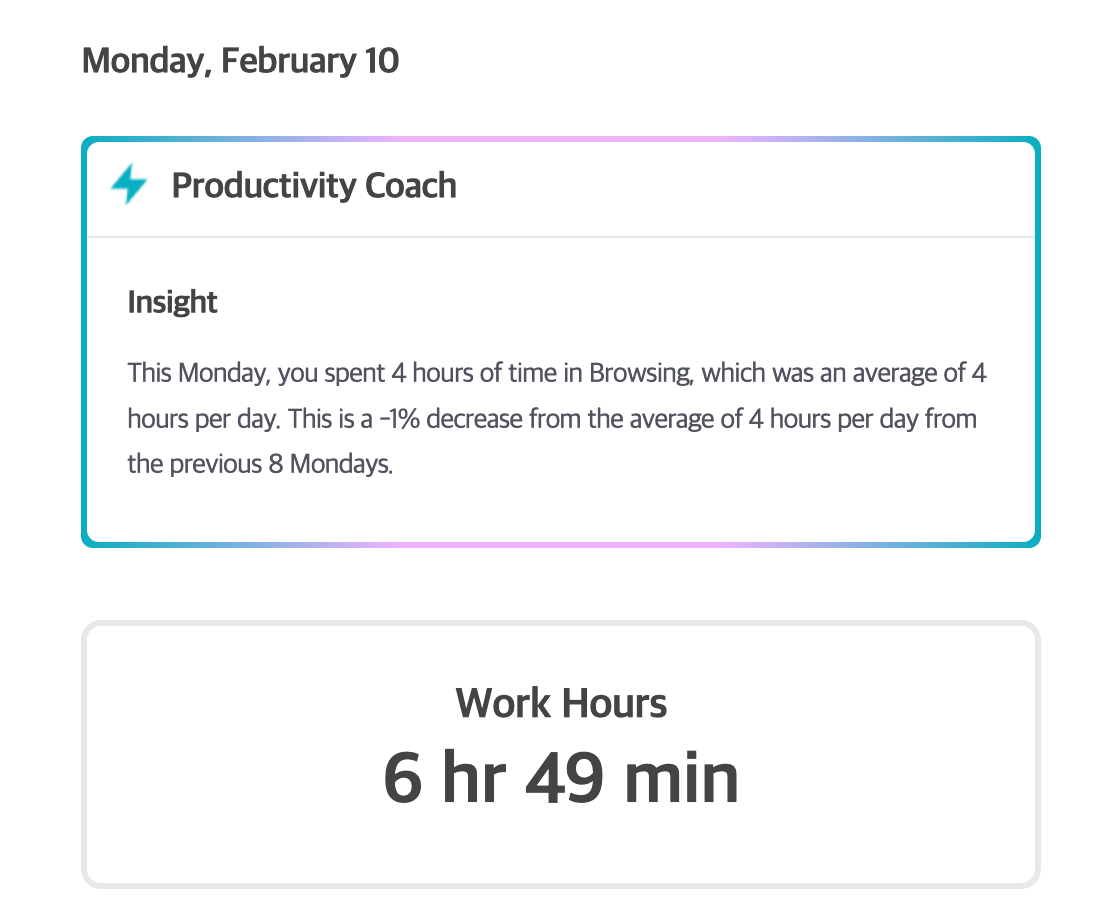 Monday, February 10
Productivity Coach
Insight
This Monday, you spent 4 hours of time in Browsing, which was an average of 4
hours per day. This is a -1% decrease from the average of 4 hours per day from
the previous 8 Mondays.
Work Hours
6 hr 49 min